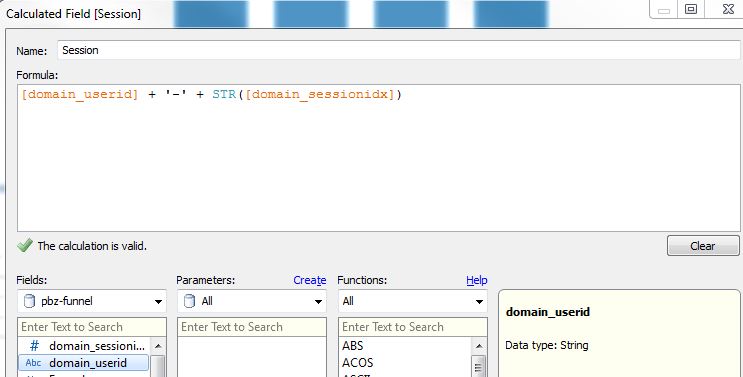 Calculated Field [Session]
Name: Session
Formula:
[domain_userid] + '-' + STR([domain_sessionidx])
The calculation is valid.
Clear
Fields: Parameters: Create Functions: Help
pbz-funnel All All
Enter Text to Search Enter Text to Search Enter Text to Search
# domain_sessioni... ABS
Abc domain_userid ACOS
domain_userid
Data type: String